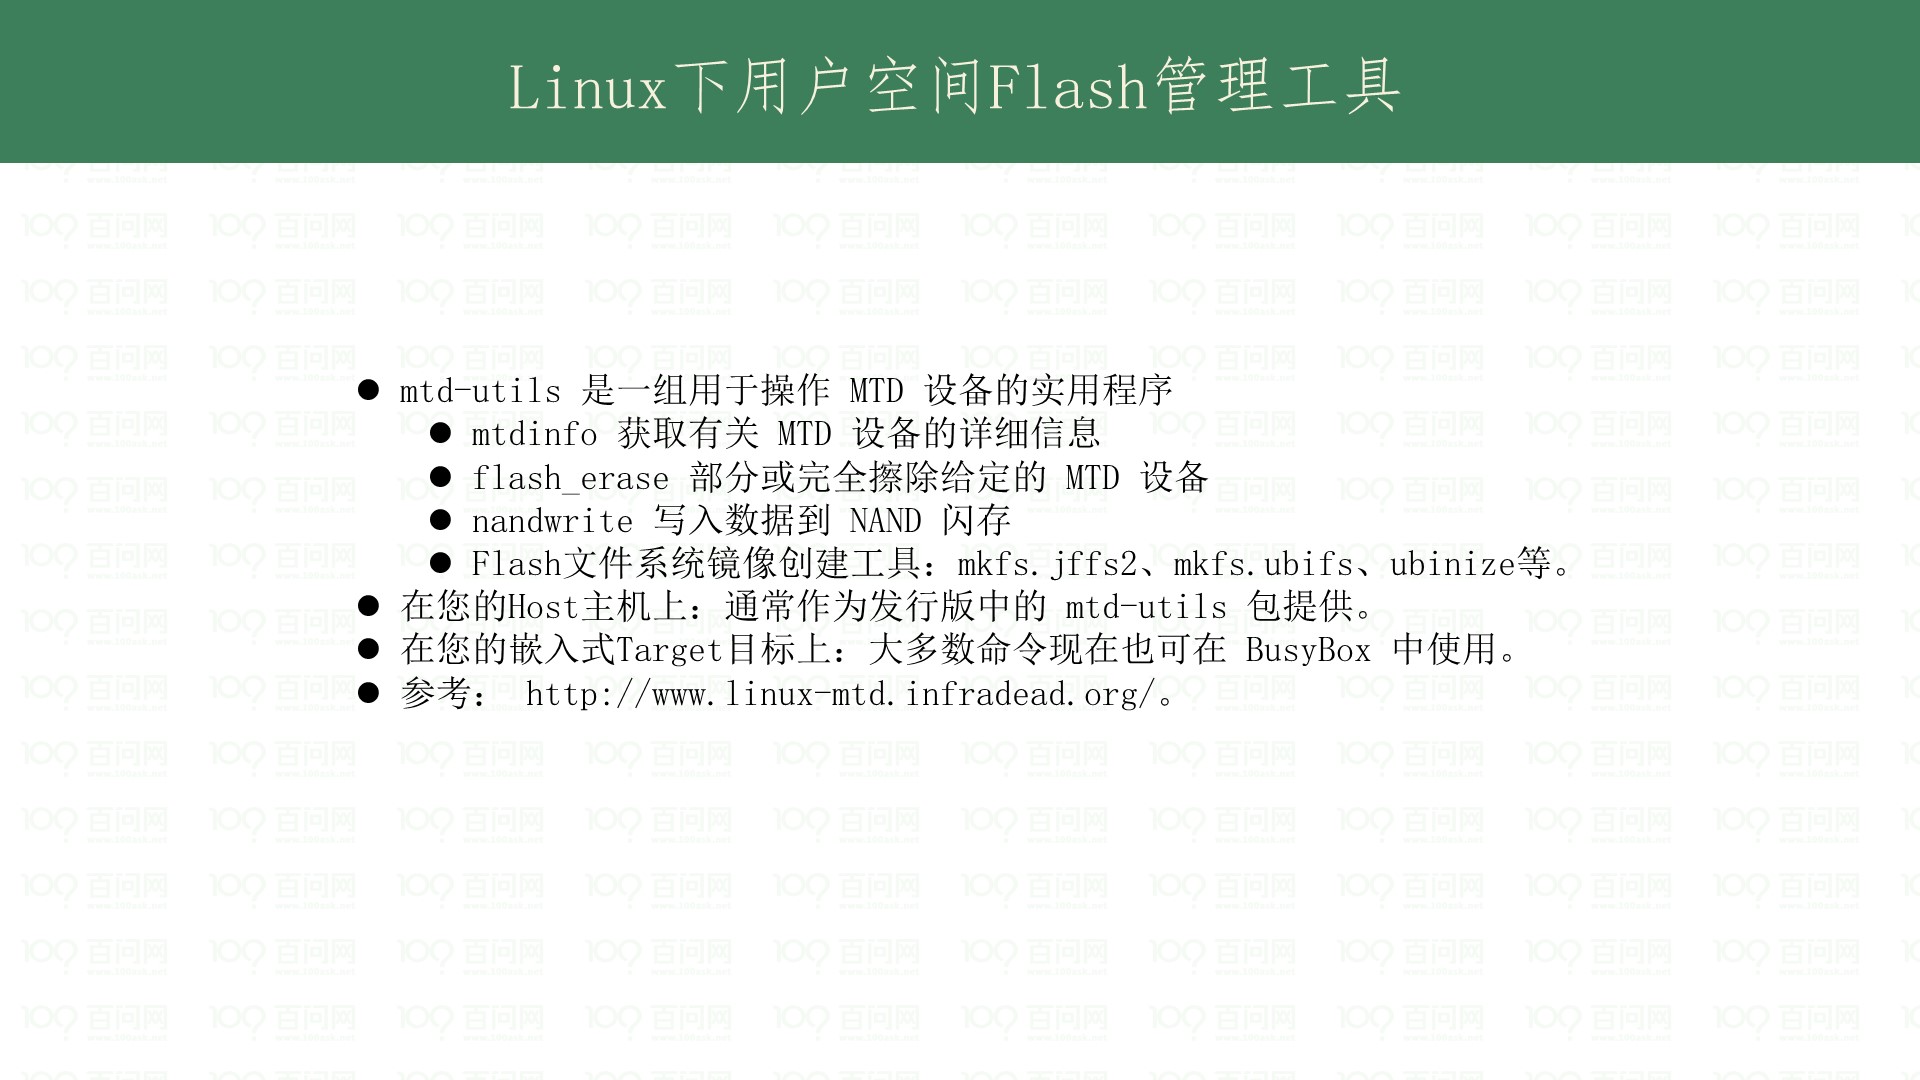 Linux下用户空间Flash管理工具
● mtd-utils 是一组用于操作 MTD 设备的实用程序
● mtdinfo 获取有关 MTD 设备的详细信息
● flash_erase 部分或完全擦除给定的 MTD 设备
● nandwrite 写入数据到 NAND 闪存
● Flash文件系统镜像创建工具：mkfs.jffs2、mkfs.ubifs、ubinize等。
● 在您的Host主机上：通常作为发行版中的 mtd-utils 包提供。
● 在您的嵌入式Target目标上：大多数命令现在也可在 BusyBox 中使用。
● 参考： http://www.linux-mtd.infradead.org/。